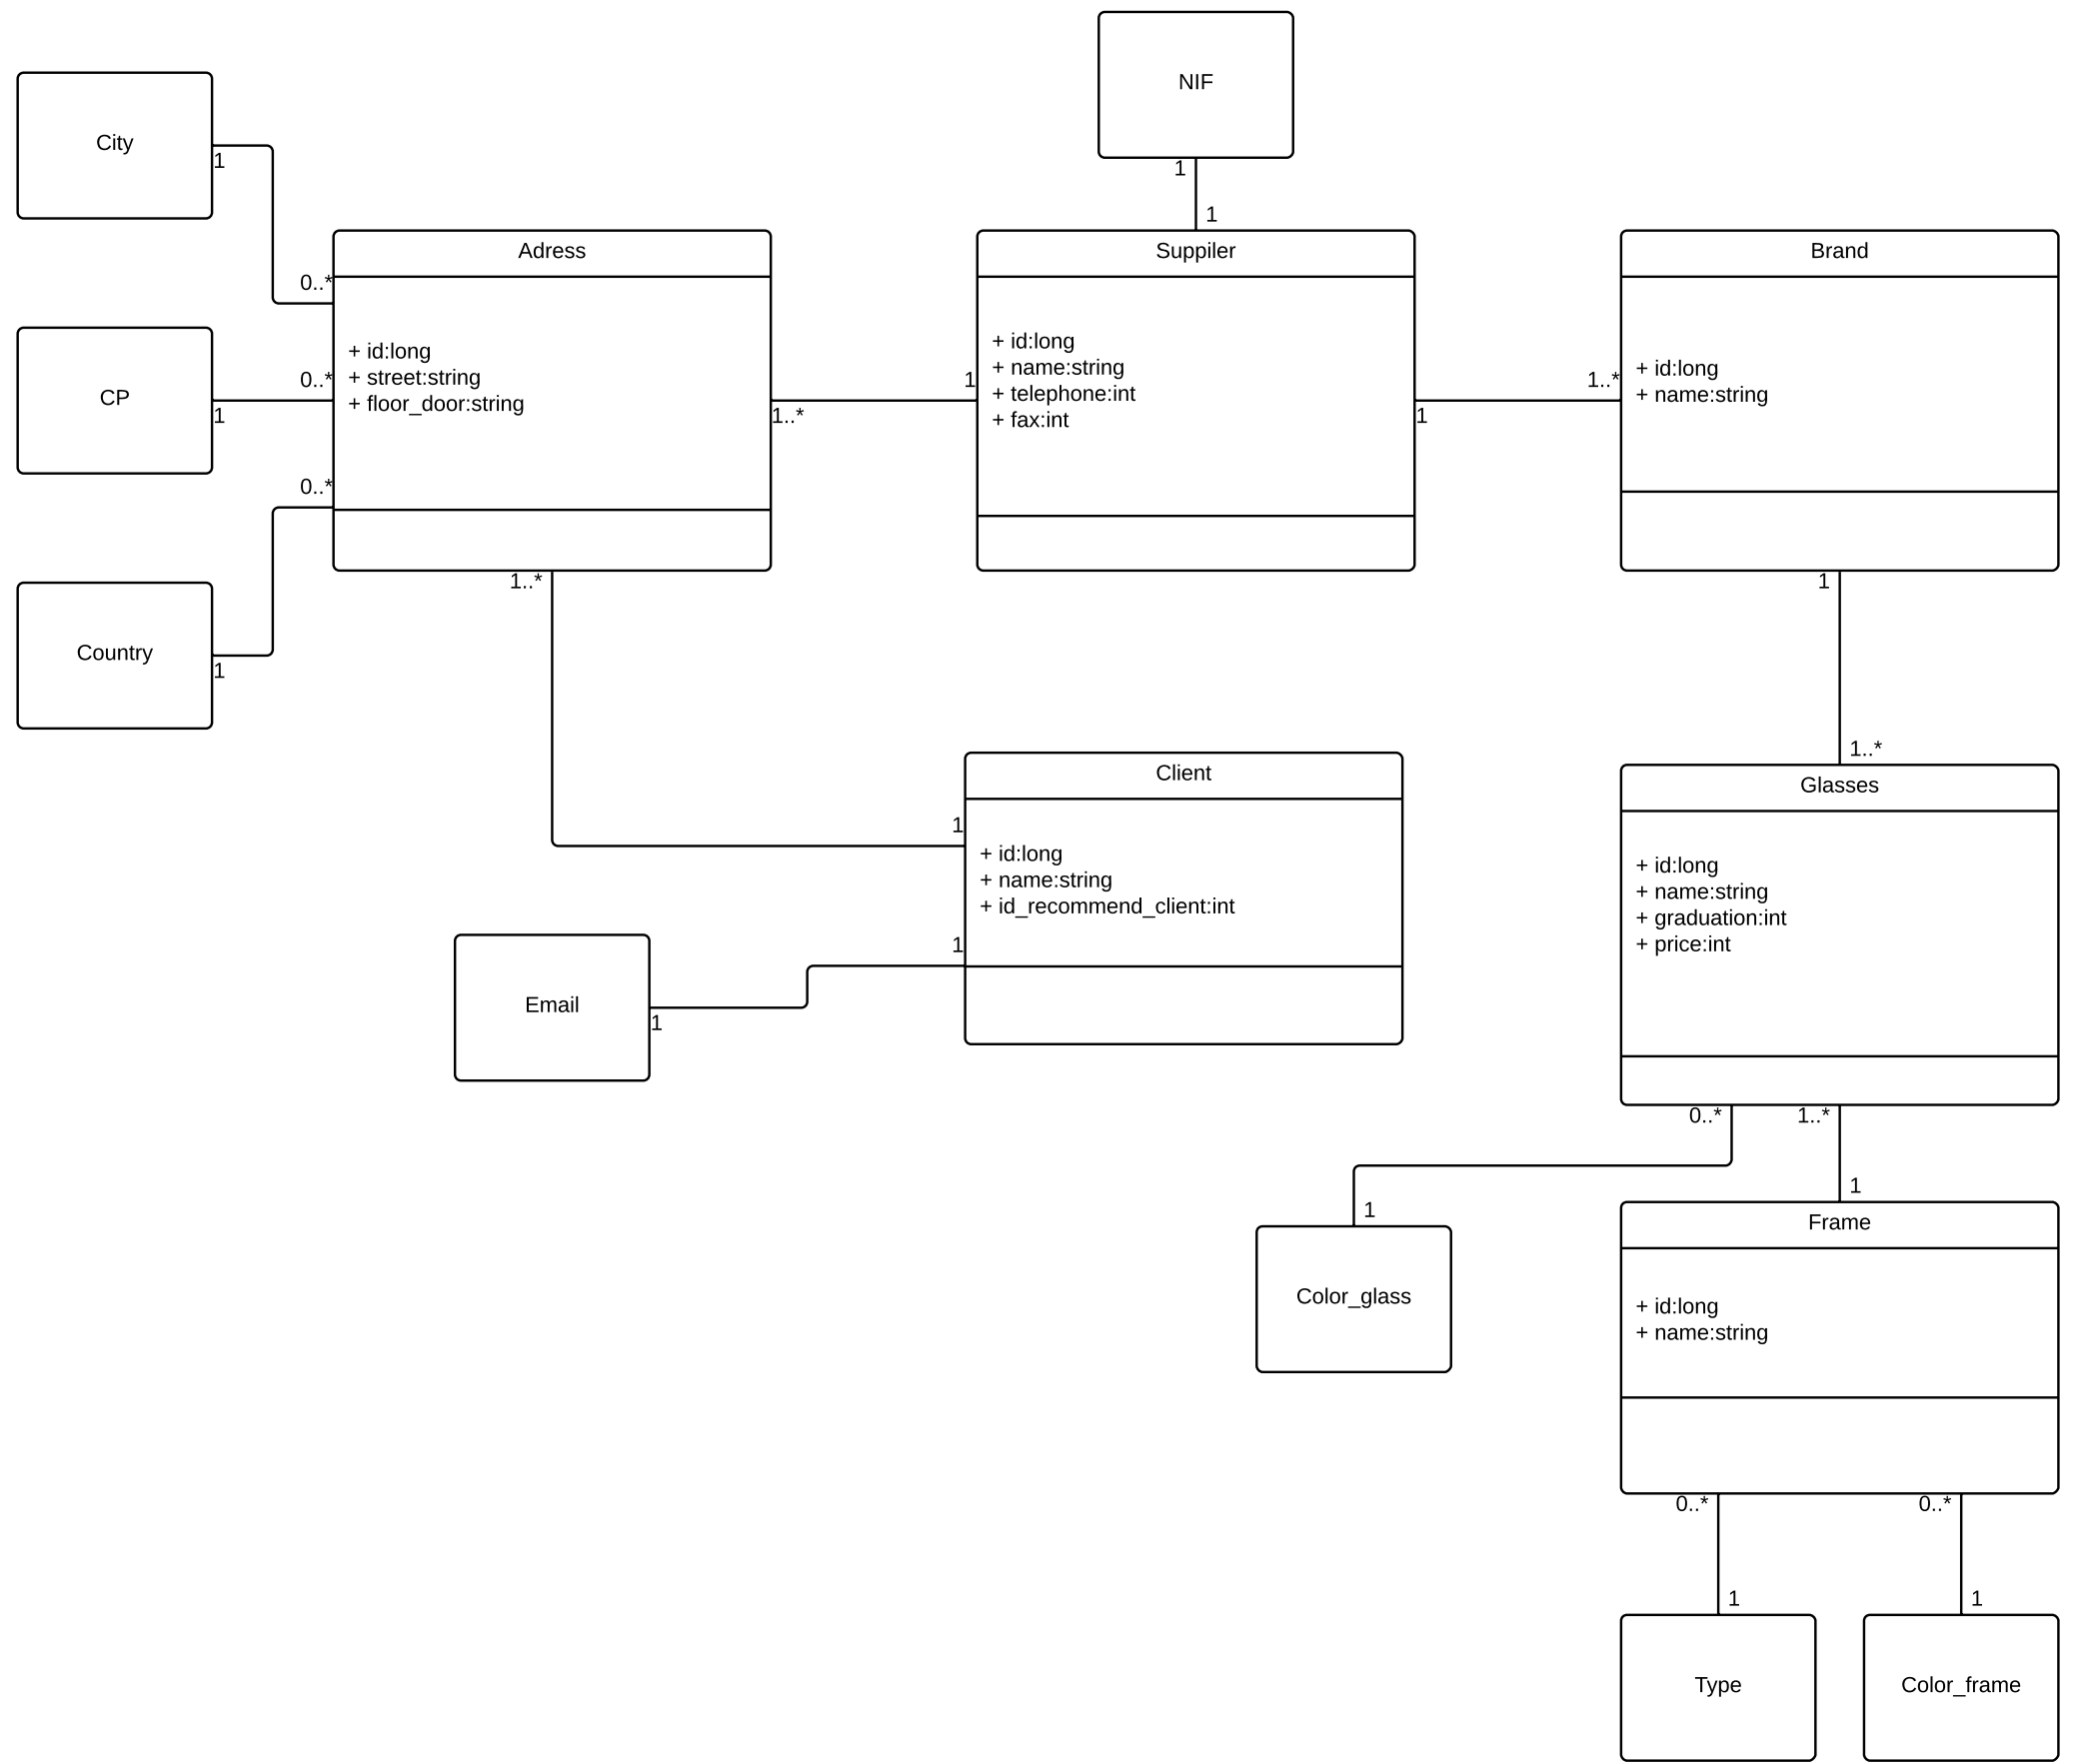 NIF
1
1
City
1
0..*
CP
1
0..*
Country
1
0..*
Adress
+ id:long
+ street:string
+ floor_door:string
1..*
1
Suppiler
+ id:long
+ name:string
+ telephone:int
+ fax:int
1
1..*
Brand
+ id:long
+ name:string
1
1..*
1..*
1
Client
+ id:long
+ name:string
+ id_recommend_client:int
1
Email
1
Glasses
+ id:long
+ name:string
+ graduation:int
+ price:int
0..*
1..*
1
1
Color_glass
Frame
+ id:long
+ name:string
0..*
0..*
1
1
Type
Color_frame